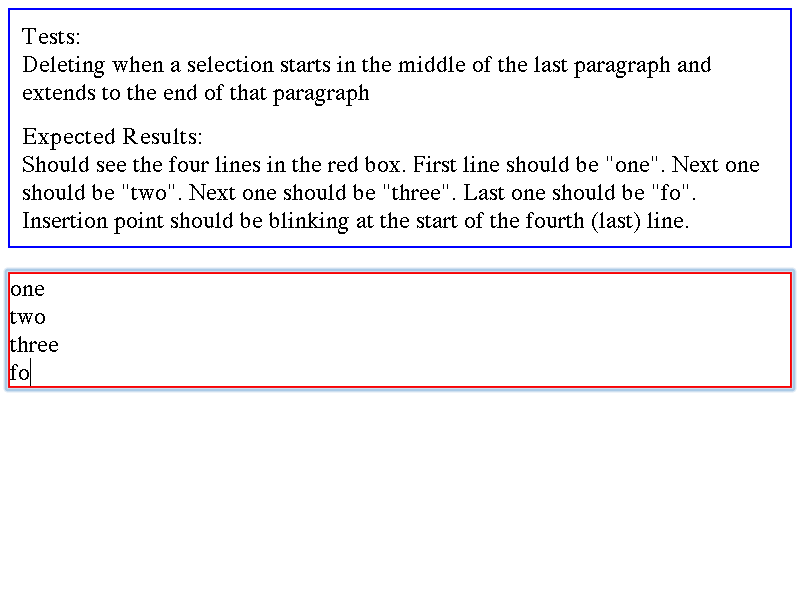 Tests:
Deleting when a selection starts in the middle of the last paragraph and
extends to the end of that paragraph
Expected Results:
Should see the four lines in the red box. First line should be "one". Next one
should be "two". Next one should be "three". Last one should be "fo".
Insertion point should be blinking at the start of the fourth (last) line.
one
two
three
fo